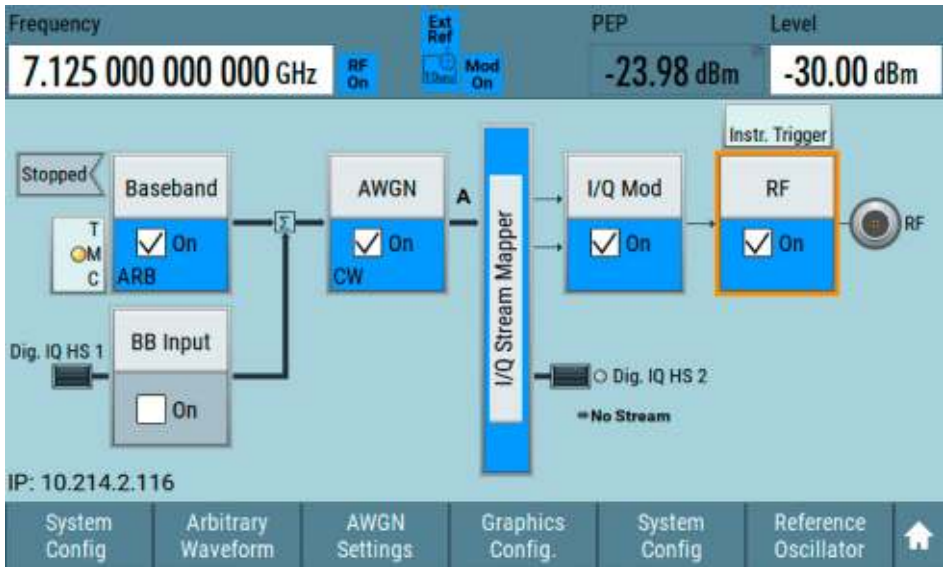 Frequency
Ext
Ref
PEP
Level
7.125 000 000 000 GHz
RF
On
Mod
On
-23.98 dBm
-30.00 dBm
Instr. Trigger
Stopped
Baseband
On
ARB
T
M
C
Σ
AWGN
On
CW
A
I/Q Stream Mapper
I/Q Mod
On
RF
On
RF
Dig. IQ HS 1
BB Input
On
Dig. IQ HS 2
No Stream
IP: 10.214.2.116
System
Config
Arbitrary
Waveform
AWGN
Settings
Graphics
Config.
System
Config
Reference
Oscillator